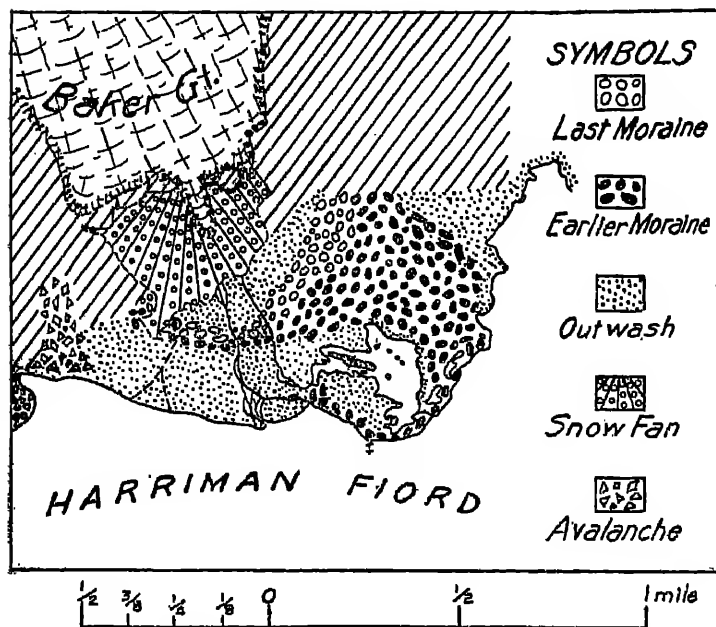 Baker Gl.
SYMBOLS
Last Moraine
Earlier Moraine
Outwash
Snow Fan
Avalanche
HARRIMAN FIORD
1/2 3/8 1/4 1/8 0 1/2 1 mile